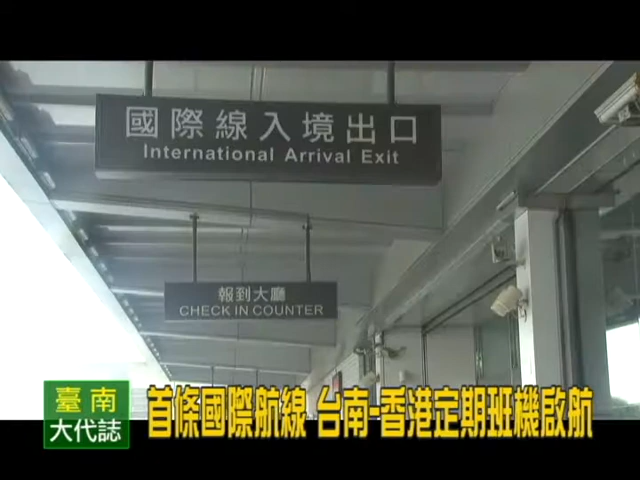 國際線入境出口
International Arrival Exit
報到大廳
CHECK IN COUNTER
臺南
大代誌
首條國際航線 台南-香港定期班機啟航